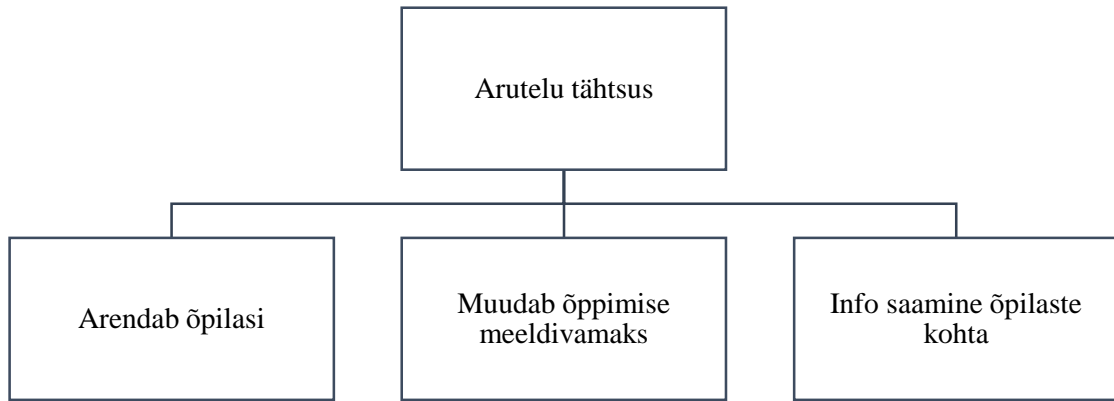 Arutelu tähtsus
Arendab õpilasi
Muudab õppimise
meeldivamaks
Info saamine õpilaste
kohta